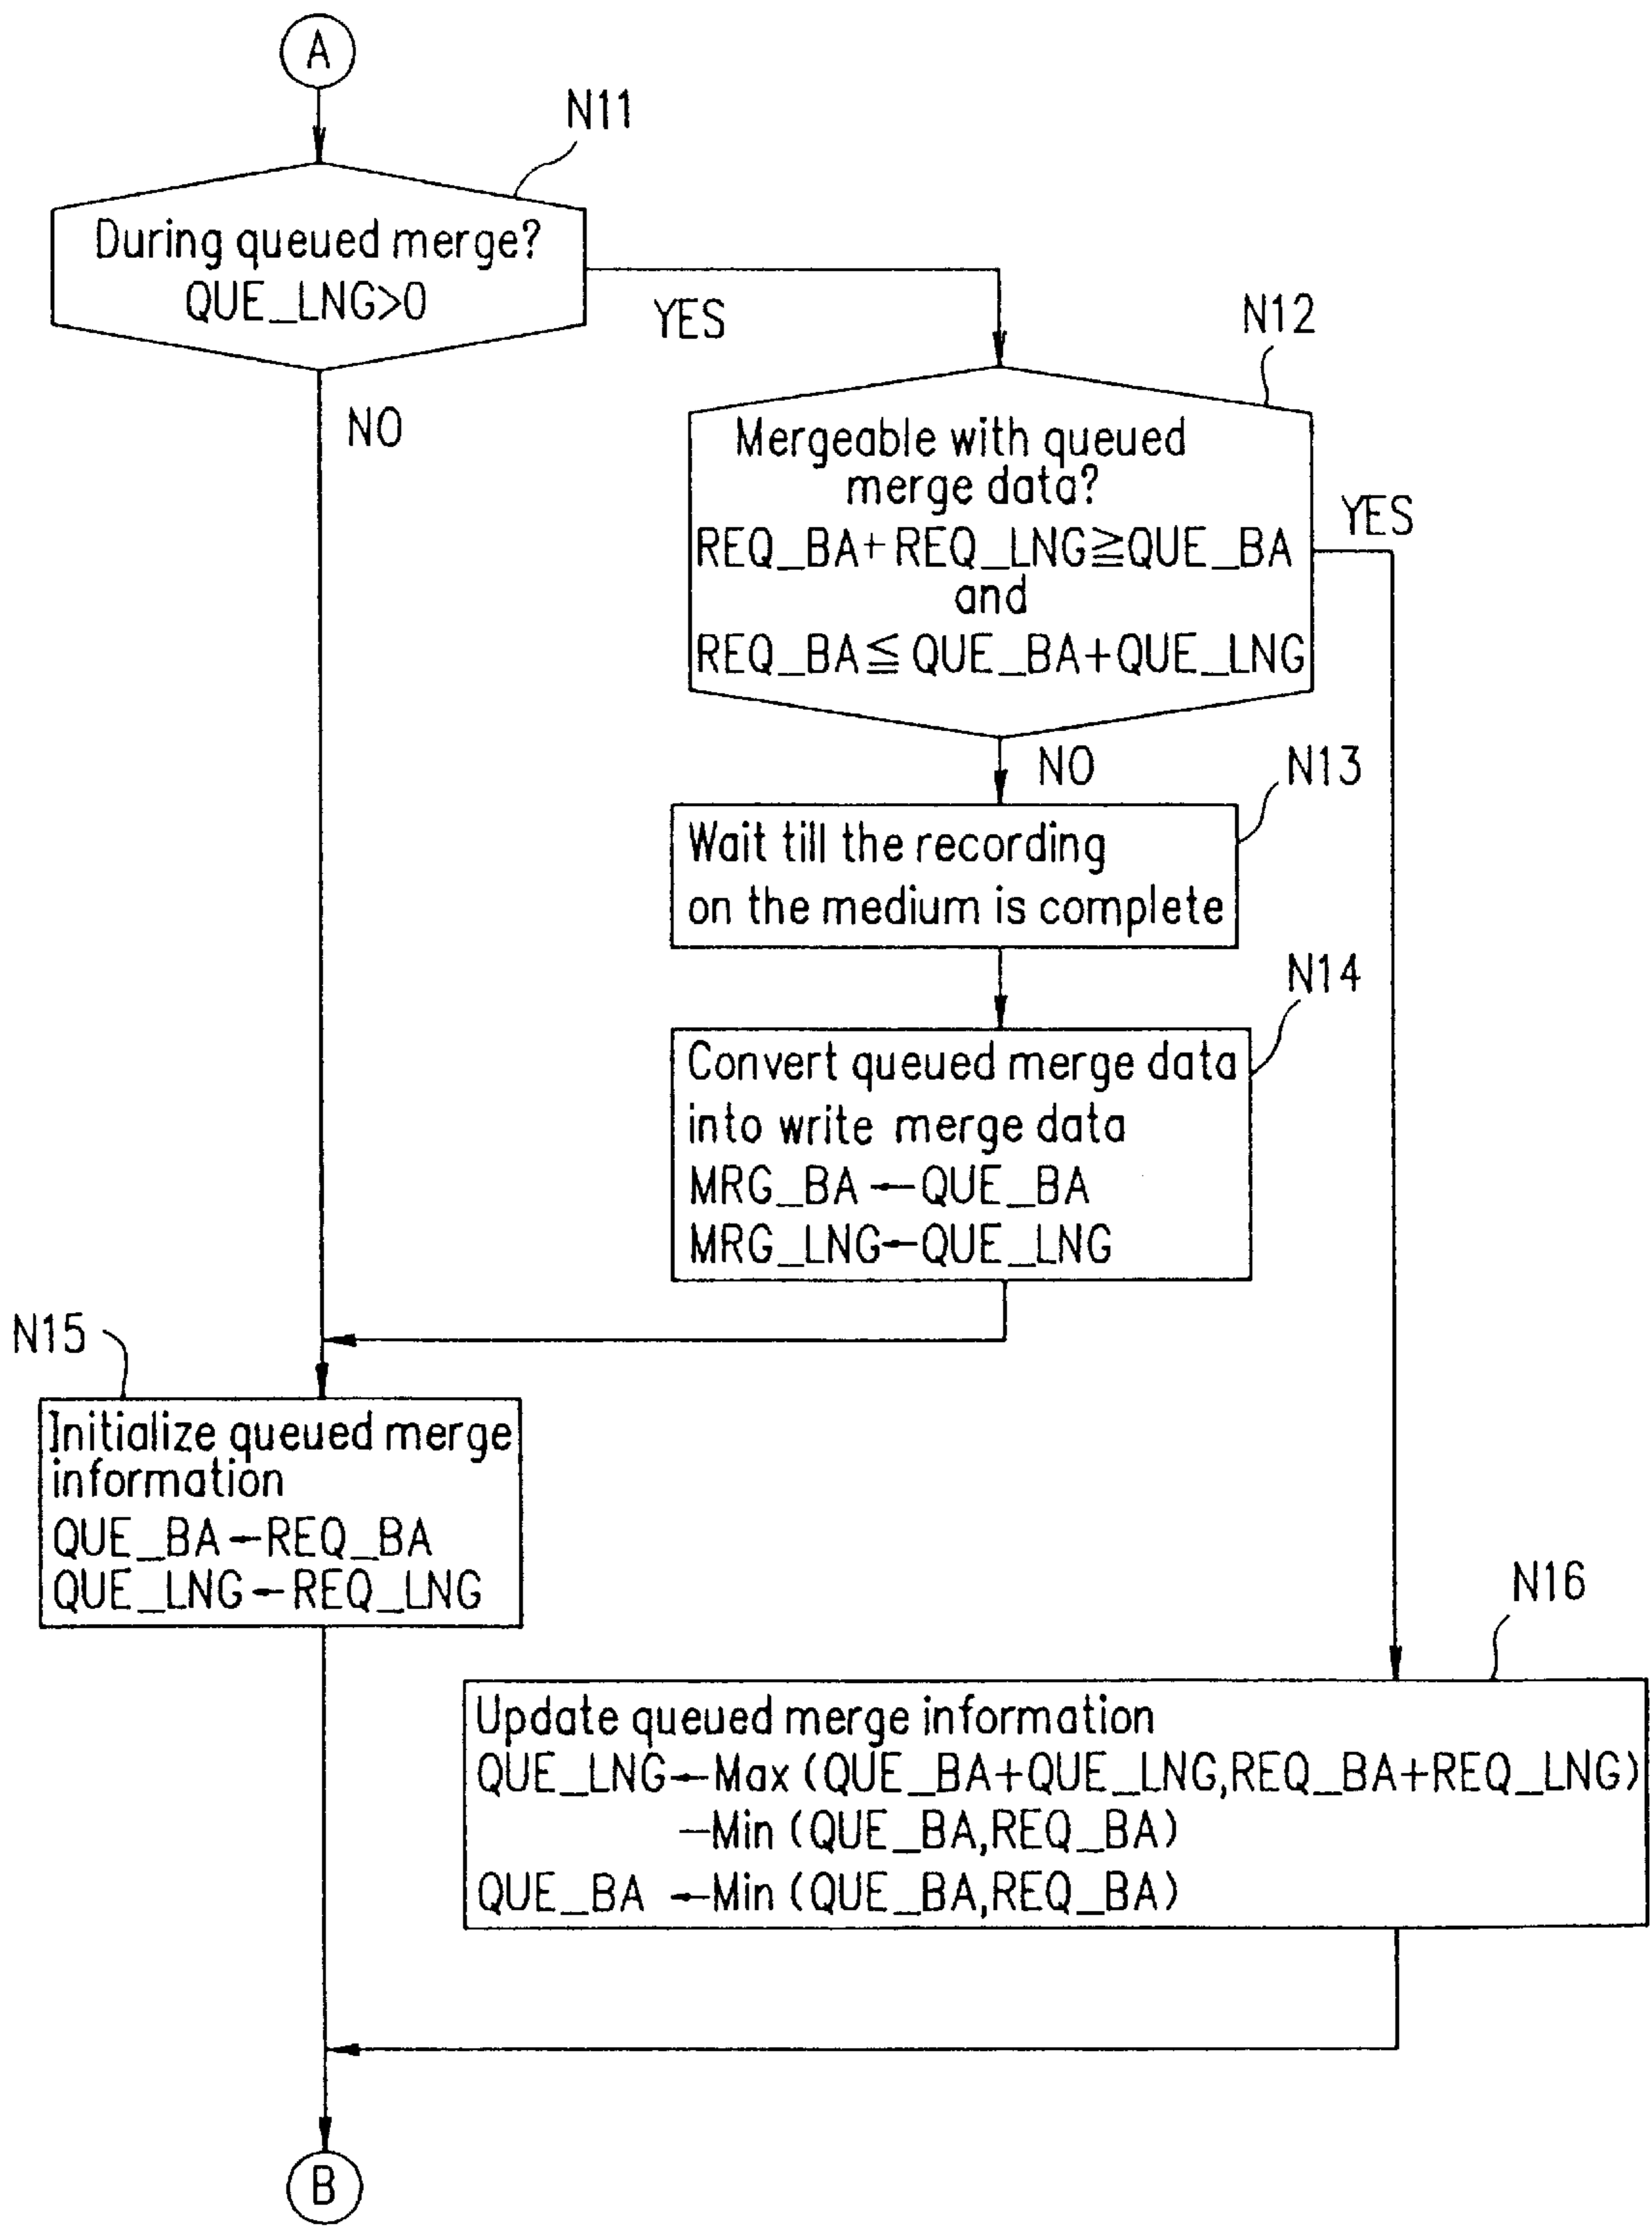 A
N11
During queued merge?
QUE_LNG>0
YES
NO
N12
Mergeable with queued
merge data?
REQ_BA+REQ_LNG≧QUE_BA
and
REQ_BA≦QUE_BA+QUE_LNG
YES
NO
N13
Wait till the recording
on the medium is complete
N14
Convert queued merge data
into write merge data
MRG_BA←QUE_BA
MRG_LNG←QUE_LNG
N15
Initialize queued merge
information
QUE_BA←REQ_BA
QUE_LNG←REQ_LNG
N16
Update queued merge information
QUE_LNG←Max(QUE_BA+QUE_LNG,REQ_BA+REQ_LNG)
−Min(QUE_BA,REQ_BA)
QUE_BA ←Min(QUE_BA,REQ_BA)
B